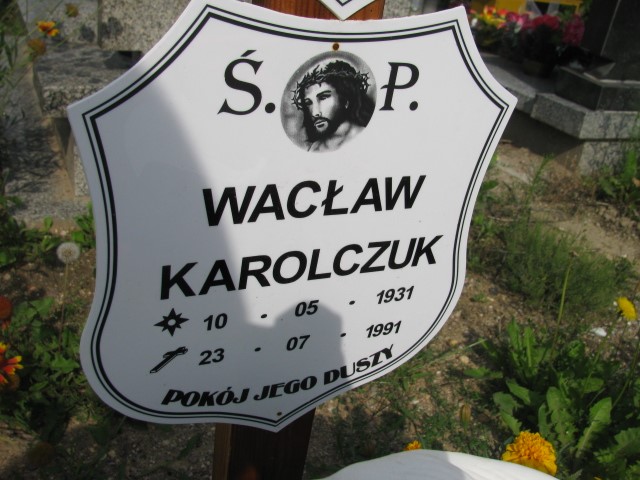 Ś. P.
WACŁAW
KAROLCZUK
10 • 05 • 1931
23 • 07 • 1991
POKÓJ JEGO DUSZY